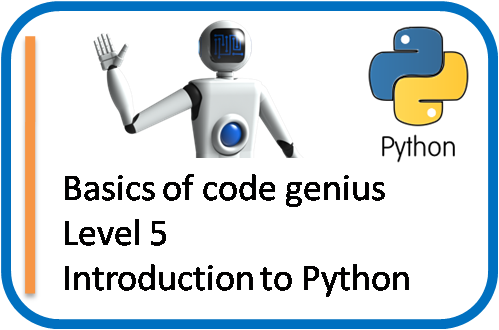 Python
Basics of code genius
Level 5
Introduction to Python